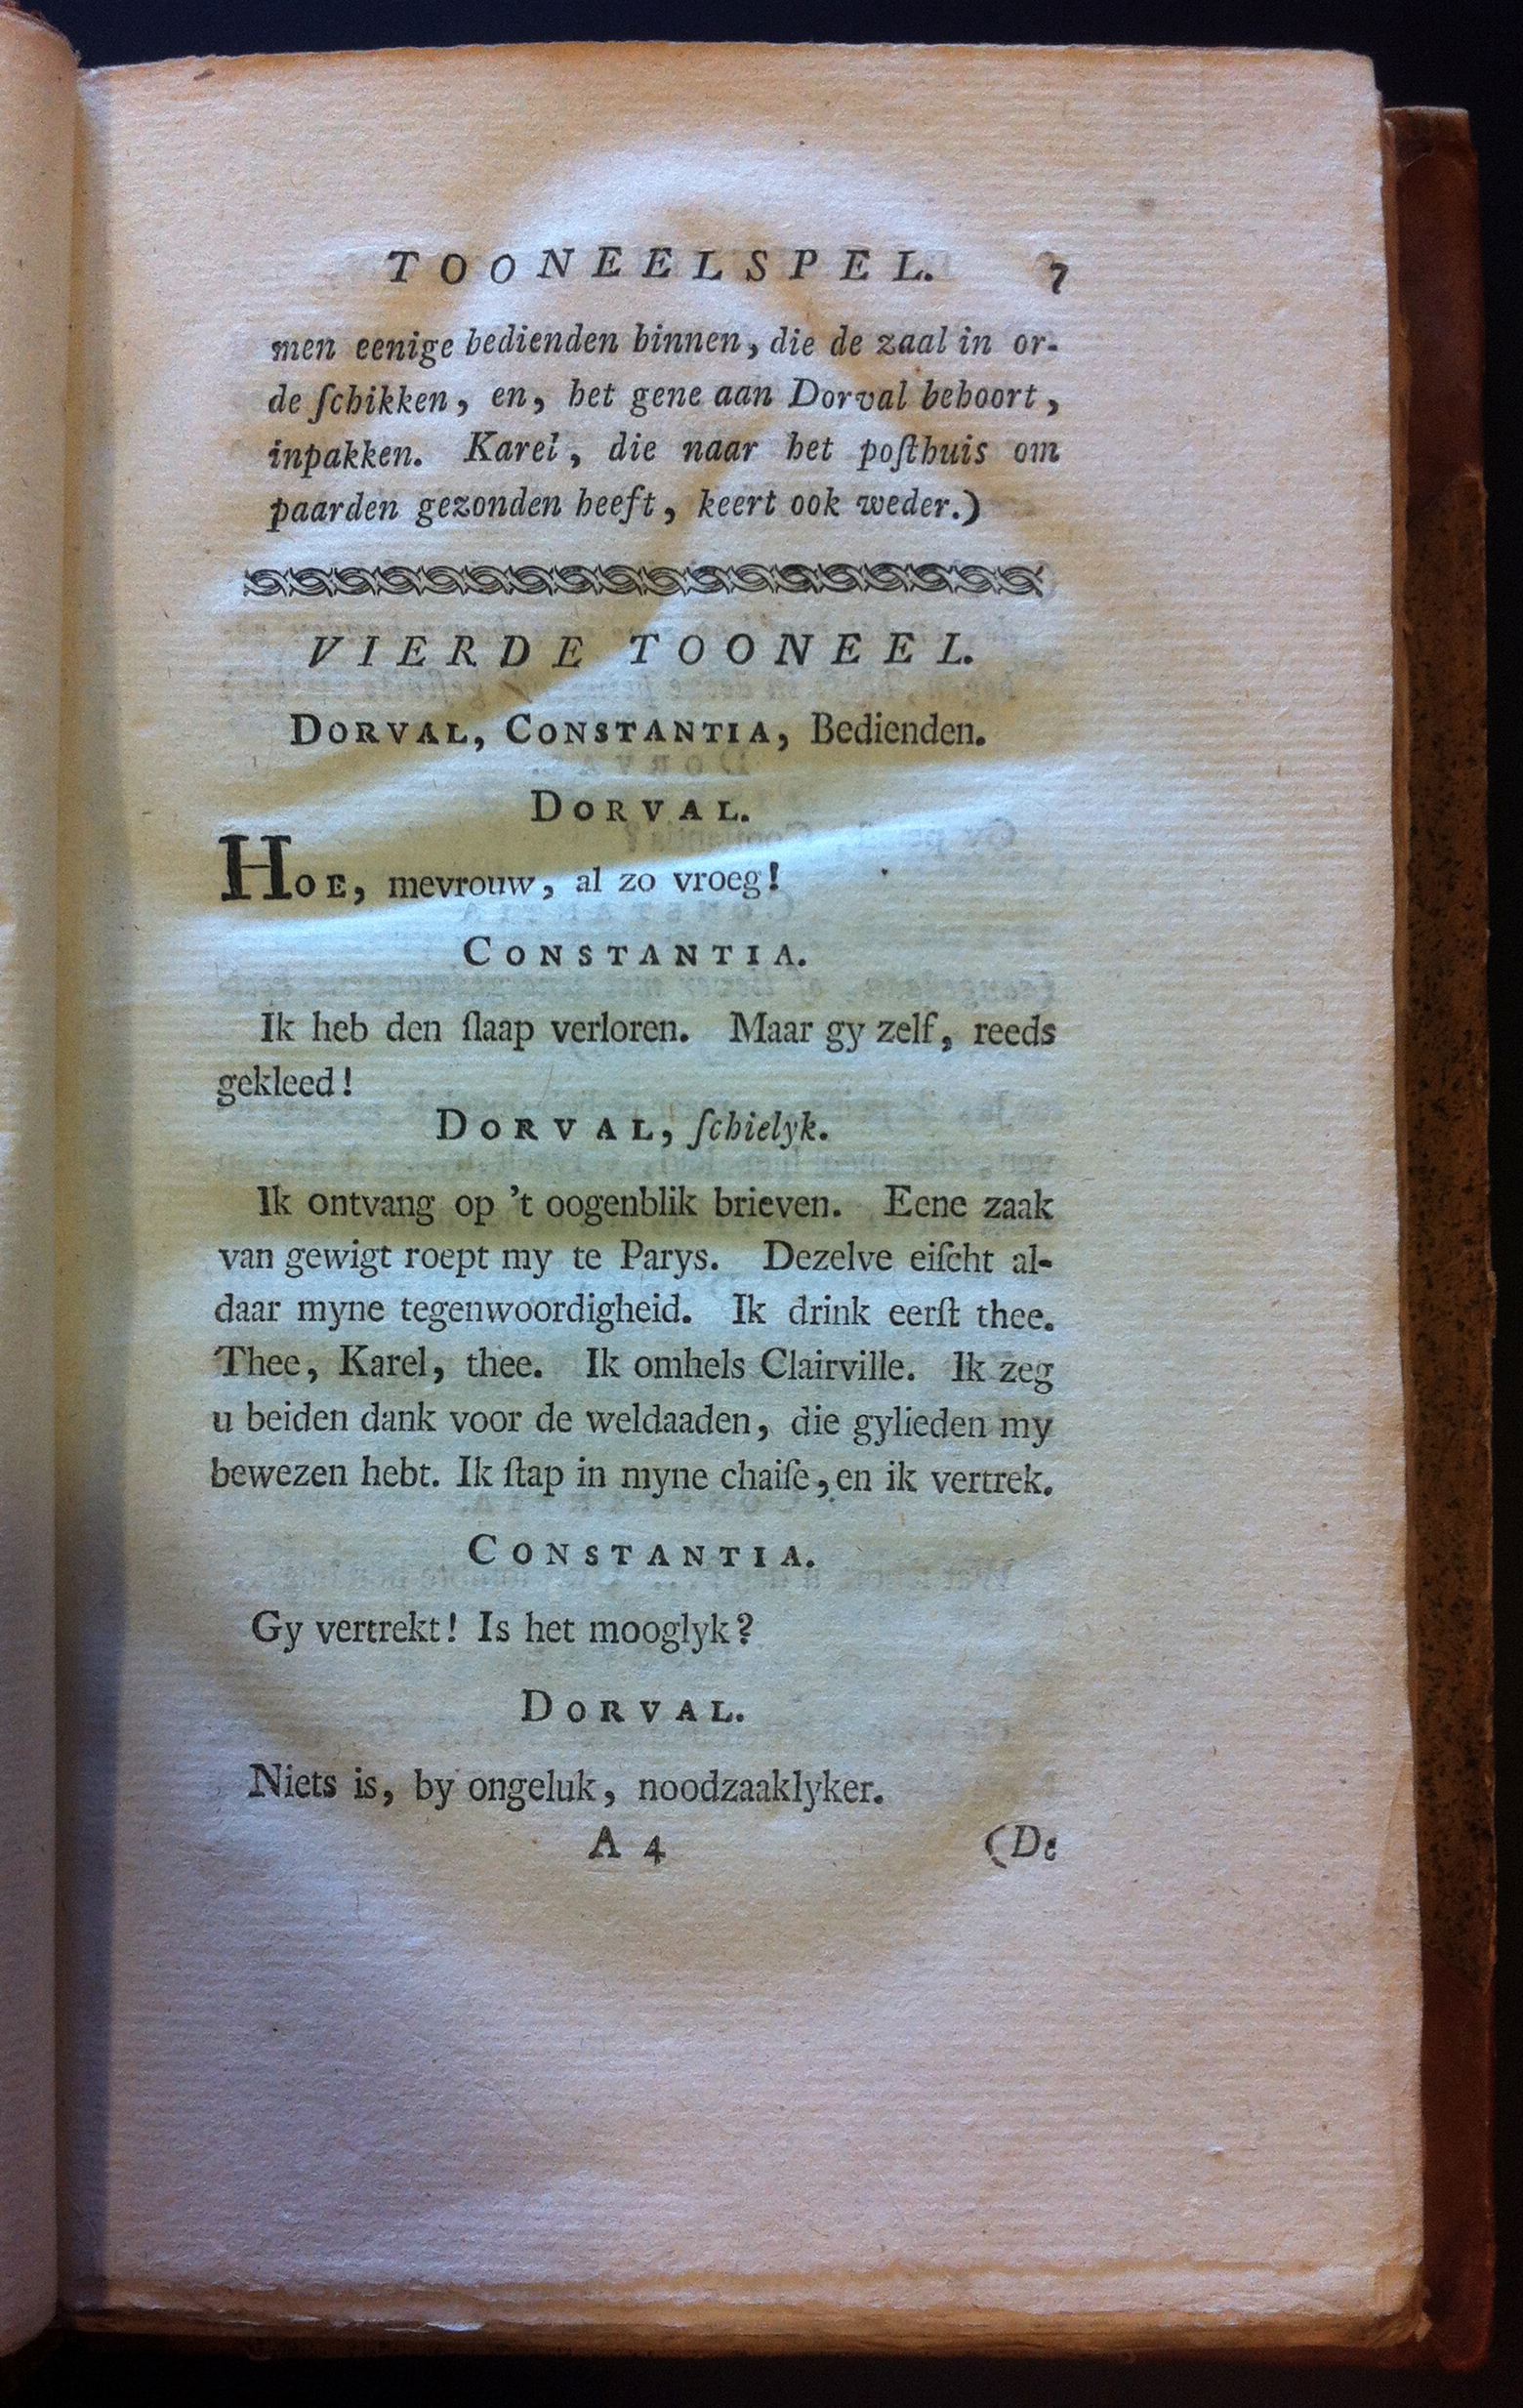 TOONEELSPEL. 7
men eenige bedienden binnen, die de zaal in or-
de ſchikken, en, het gene aan Dorval behoort,
inpakken. Karel, die naar het poſthuis om
paarden gezonden heeft, keert ook weder.)
VIERDE TOONEEL.
DORVAL, CONSTANTIA, Bedienden.
DORVAL.
HOE, mevrouw, al zo vroeg!
CONSTANTIA.
Ik heb den ſlaap verloren. Maar gy zelf, reeds
gekleed!
DORVAL, ſchielyk.
Ik ontvang op 't oogenblik brieven. Eene zaak
van gewigt roept my te Parys. Dezelve eiſcht al-
daar myne tegenwoordigheid. Ik drink eerſt thee.
Thee, Karel, thee. Ik omhels Clairville. Ik zeg
u beiden dank voor de weldaaden, die gylieden my
bewezen hebt. Ik ſtap in myne chaiſe, en ik vertrek.
CONSTANTIA.
Gy vertrekt! Is het mooglyk?
DORVAL.
Niets is, by ongeluk, noodzaaklyker.
A 4 (De